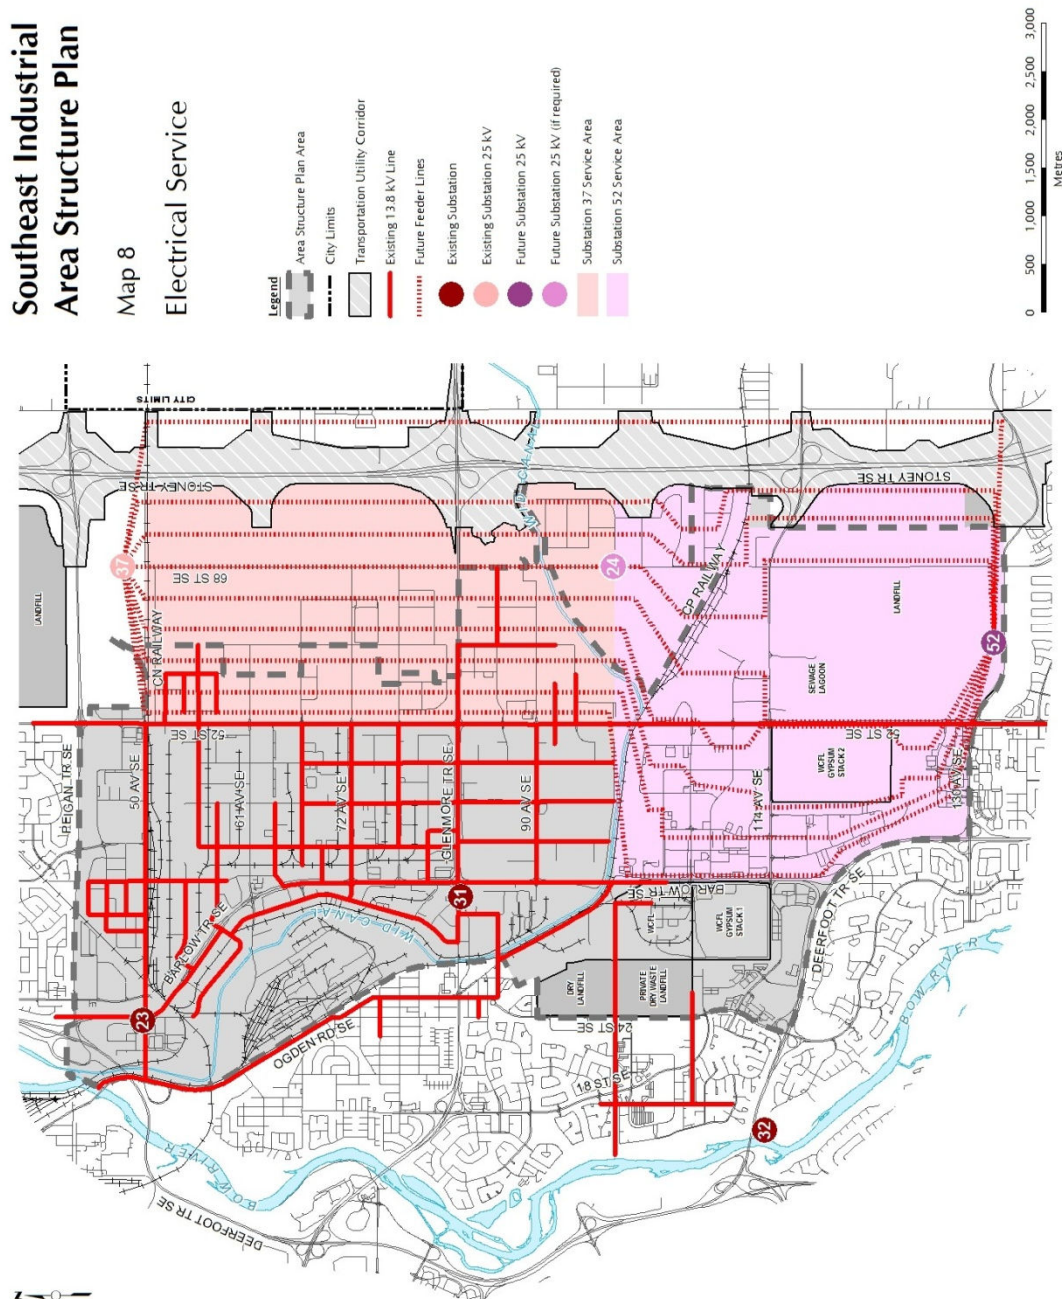 Southeast Industrial
Area Structure Plan
Map 8
Electrical Service
Legend
Area Structure Plan Area
City Limits
Transportation Utility Corridor
Existing 13.8 kV Line
Future Feeder Lines
Existing Substation
Existing Substation 25 kV
Future Substation 25 kV
Future Substation 25 kV (if required)
Substation 37 Service Area
Substation 52 Service Area
0 500 1,000 1,500 2,000 2,500 3,000
Metres
CITY LIMITS
STONEY TR SE
STONEY TR SE
W I D CANAL
LANDFILL
37
68 ST SE
24
CP RAILWAY
LANDFILL
52
CN RAILWAY
SEWAGE
LAGOON
PEIGAN TR SE
50 AV SE
52 ST SE
61 AV SE
72 AV SE
GLENMORE TR SE
90 AV SE
114 AV SE
WCFL
GYPSUM
STACK 2
52 ST SE
130 AV SE
BARLOW TR SE
31
W I D CANA
BARLOW TR
SE
WCFL
WCFL
GYPSUM
STACK 1
DEERFOOT TR SE
23
DRY
LANDFILL
PRIVATE
DRY WASTE
LANDFILL
OGDEN RD SE
24 ST SE
18 ST SE
BOW RIVER
32
BOW RIVER
DEERFOOT TR SE